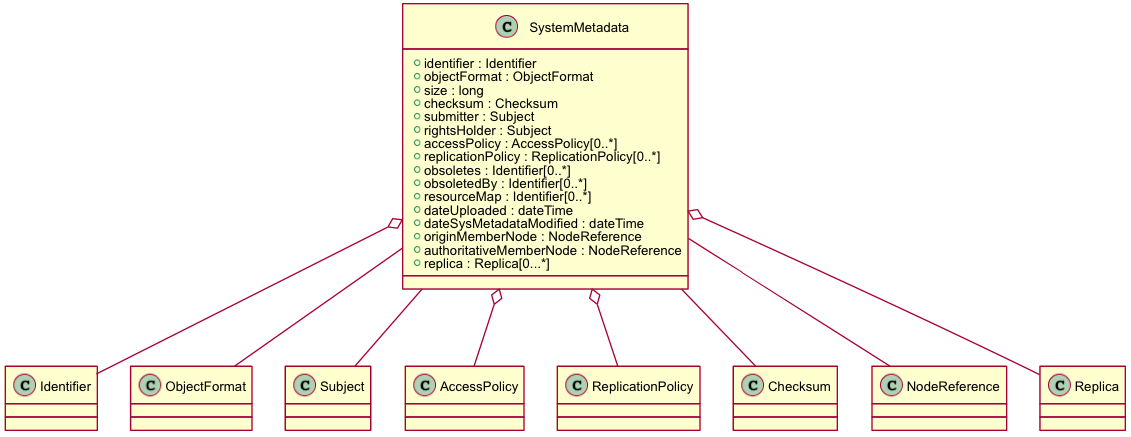 C SystemMetadata
identifier : Identifier
objectFormat : ObjectFormat
size : long
checksum : Checksum
submitter : Subject
rightsHolder : Subject
accessPolicy : AccessPolicy[0..*]
replicationPolicy : ReplicationPolicy[0..*]
obsoletes : Identifier[0..*]
obsoletedBy : Identifier[0..*]
resourceMap : Identifier[0..*]
dateUploaded : dateTime
dateSysMetadataModified : dateTime
originMemberNode : NodeReference
authoritativeMemberNode : NodeReference
replica : Replica[0...*]
C Identifier
C ObjectFormat
C Subject
C AccessPolicy
C ReplicationPolicy
C Checksum
C NodeReference
C Replica